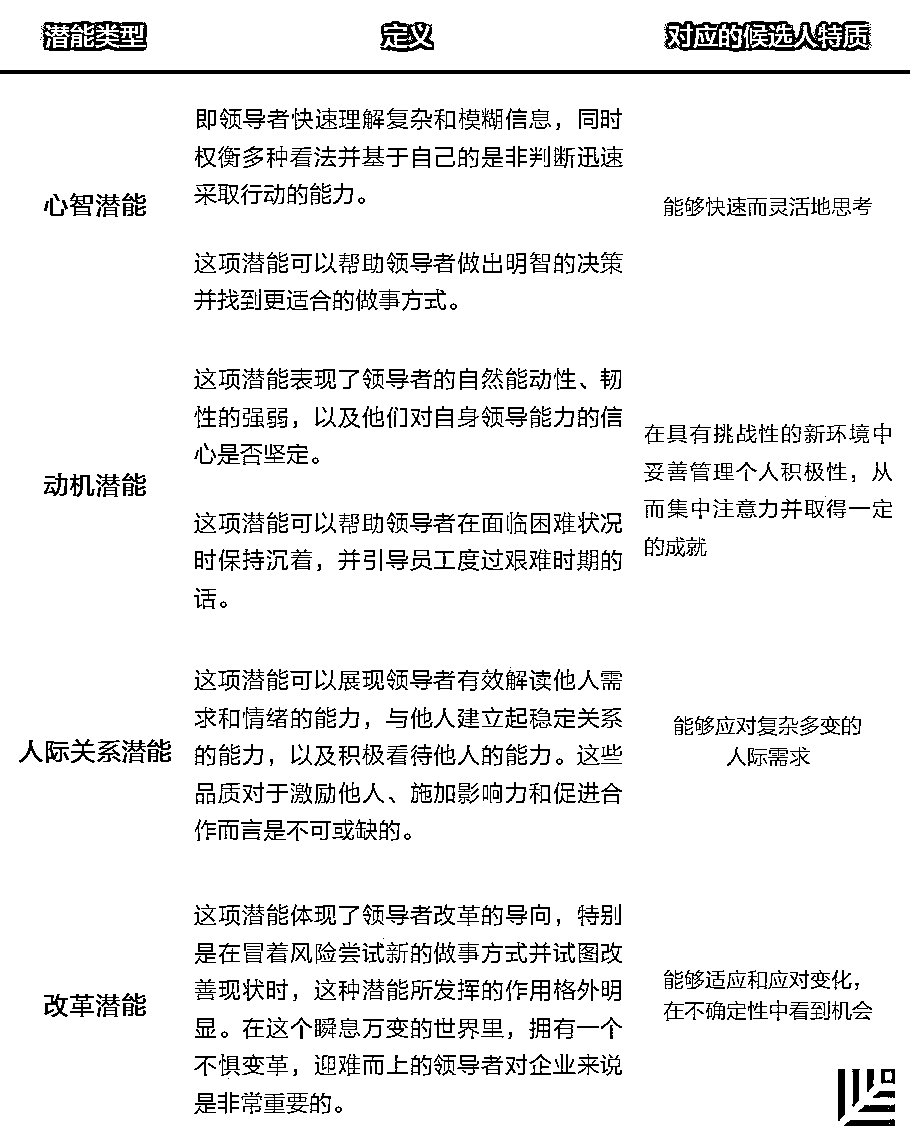 潜能类型 定义 对应的候选人特质
心智潜能
即领导者快速理解复杂和模糊信息，同时
权衡多种看法并基于自己的是非判断迅速
采取行动的能力。
这项潜能可以帮助领导者做出明智的决策
并找到更适合的做事方式。
能够快速而灵活地思考
动机潜能
这项潜能表现了领导者的自然能动性、韧
性的强弱，以及他们对自身领导能力的信
心是否坚定。
这项潜能可以帮助领导者在面临困难状况
时保持沉着，并引导员工度过艰难时期的
话。
在具有挑战性的新环境中
妥善管理个人积极性，从
而集中注意力并取得一定
的成就
人际关系潜能
这项潜能可以展现领导者有效解读他人需
求和情绪的能力，与他人建立起稳定关系
的能力，以及积极看待他人的能力。这些
品质对于激励他人、施加影响力和促进合
作而言是不可或缺的。
能够应对复杂多变的
人际需求
改革潜能
这项潜能体现了领导者改革的导向，特别
是在冒着风险尝试新的做事方式并试图改
善现状时，这种潜能所发挥的作用格外明
显。在这个瞬息万变的世界里，拥有一个
不惧变革，迎难而上的领导者对企业来说
是非常重要的。
能够适应和应对变化，
在不确定性中看到机会